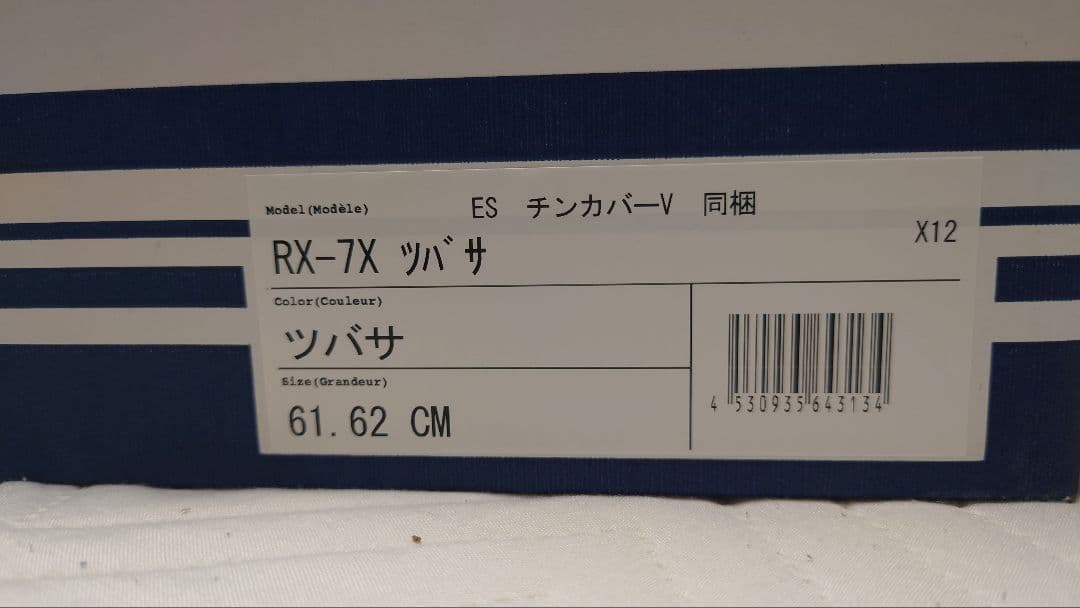 Model(Modèle)
ES チンカバーV 同梱
RX-7X ツバサ
X12
Color(Couleur)
ツバサ
Size(Grandeur)
61.62 CM
4 530935 643134